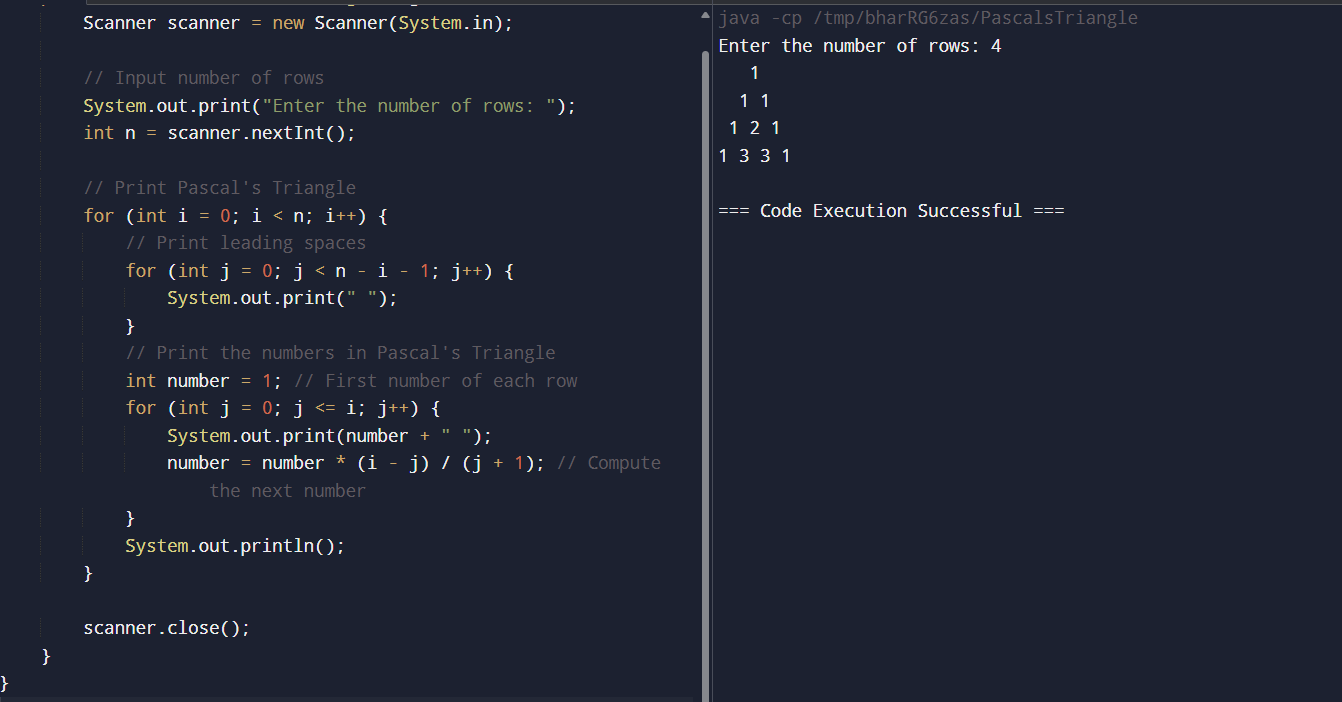 Scanner scanner = new Scanner(System.in);
// Input number of rows
System.out.print("Enter the number of rows: ");
int n = scanner.nextInt();
// Print Pascal's Triangle
for (int i = 0; i < n; i++) {
// Print leading spaces
for (int j = 0; j < n - i - 1; j++) {
System.out.print(" ");
}
// Print the numbers in Pascal's Triangle
int number = 1; // First number of each row
for (int j = 0; j <= i; j++) {
System.out.print(number + " ");
number = number * (i - j) / (j + 1); // Compute
the next number
}
System.out.println();
}
scanner.close();
}
}
java -cp /tmp/bharRG6zas/PascalsTriangle
Enter the number of rows: 4
1
1 1
1 2 1
1 3 3 1
=== Code Execution Successful ===